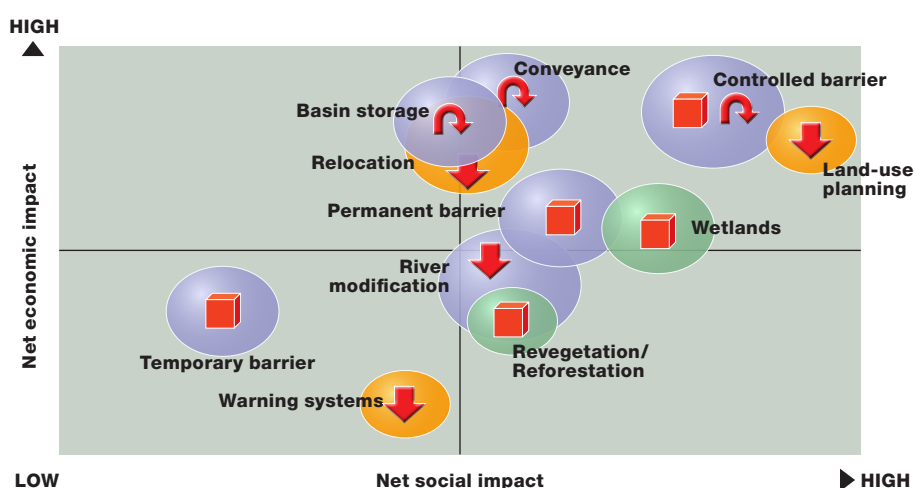 HIGH
Conveyance
Controlled barrier
Basin storage
Relocation
Land-use
planning
Permanent barrier
Wetlands
Net economic impact
River
modification
Revegetation/
Reforestation
Temporary barrier
Warning systems
LOW
Net social impact
HIGH